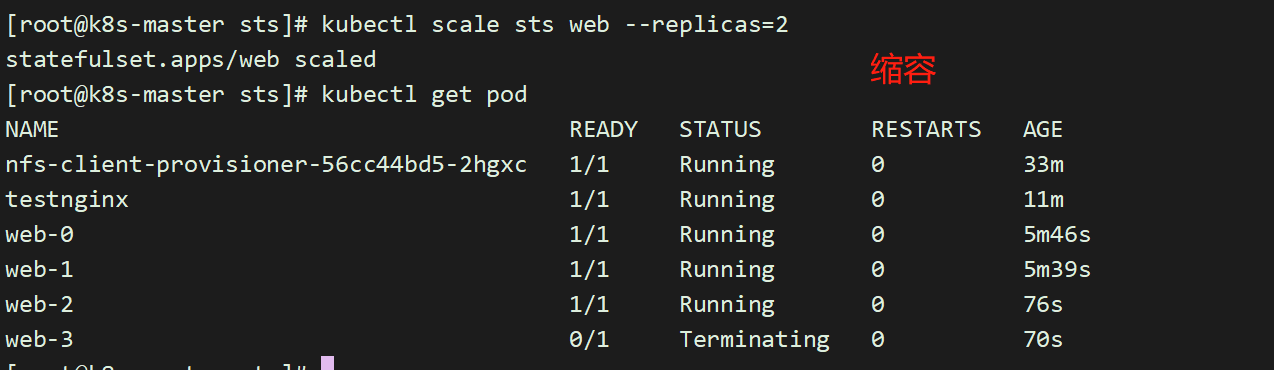 [root@k8s-master sts]# kubectl scale sts web --replicas=2
statefulset.apps/web scaled
缩容
[root@k8s-master sts]# kubectl get pod
NAME READY STATUS RESTARTS AGE
nfs-client-provisioner-56cc44bd5-2hgxc 1/1 Running 0 33m
testnginx 1/1 Running 0 11m
web-0 1/1 Running 0 5m46s
web-1 1/1 Running 0 5m39s
web-2 1/1 Running 0 76s
web-3 0/1 Terminating 0 70s